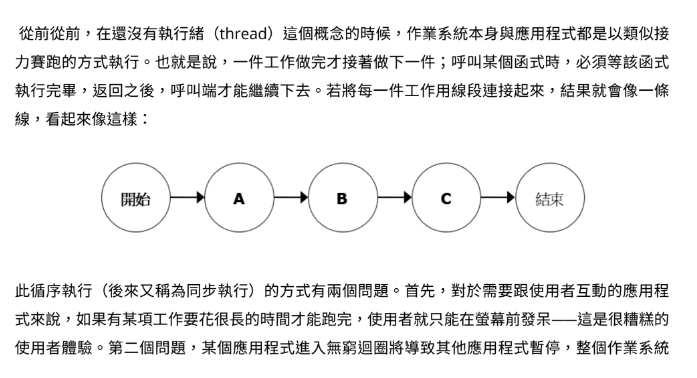 從前從前，在還沒有執行緒（thread）這個概念的時候，作業系統本身與應用程式都是以類似接
力賽跑的方式執行。也就是說，一件工作做完才接著做下一件；呼叫某個函式時，必須等該函式
執行完畢，返回之後，呼叫端才能繼續下去。若將每一件工作用線段連接起來，結果就會像一條
線，看起來像這樣：
開始
A
B
C
結束
此循序執行（後來又稱為同步執行）的方式有兩個問題。首先，對於需要跟使用者互動的應用程
式來說，如果有某項工作要花很長的時間才能跑完，使用者就只能在螢幕前發呆——這是很糟糕的
使用者體驗。第二個問題，某個應用程式進入無窮迴圈將導致其他應用程式暫停，整個作業系統